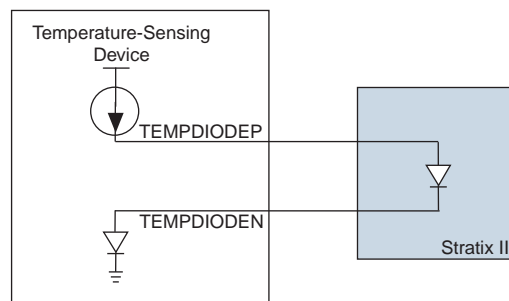 Temperature-Sensing
Device
TEMPDIODEP
TEMPDIODEN
Stratix II